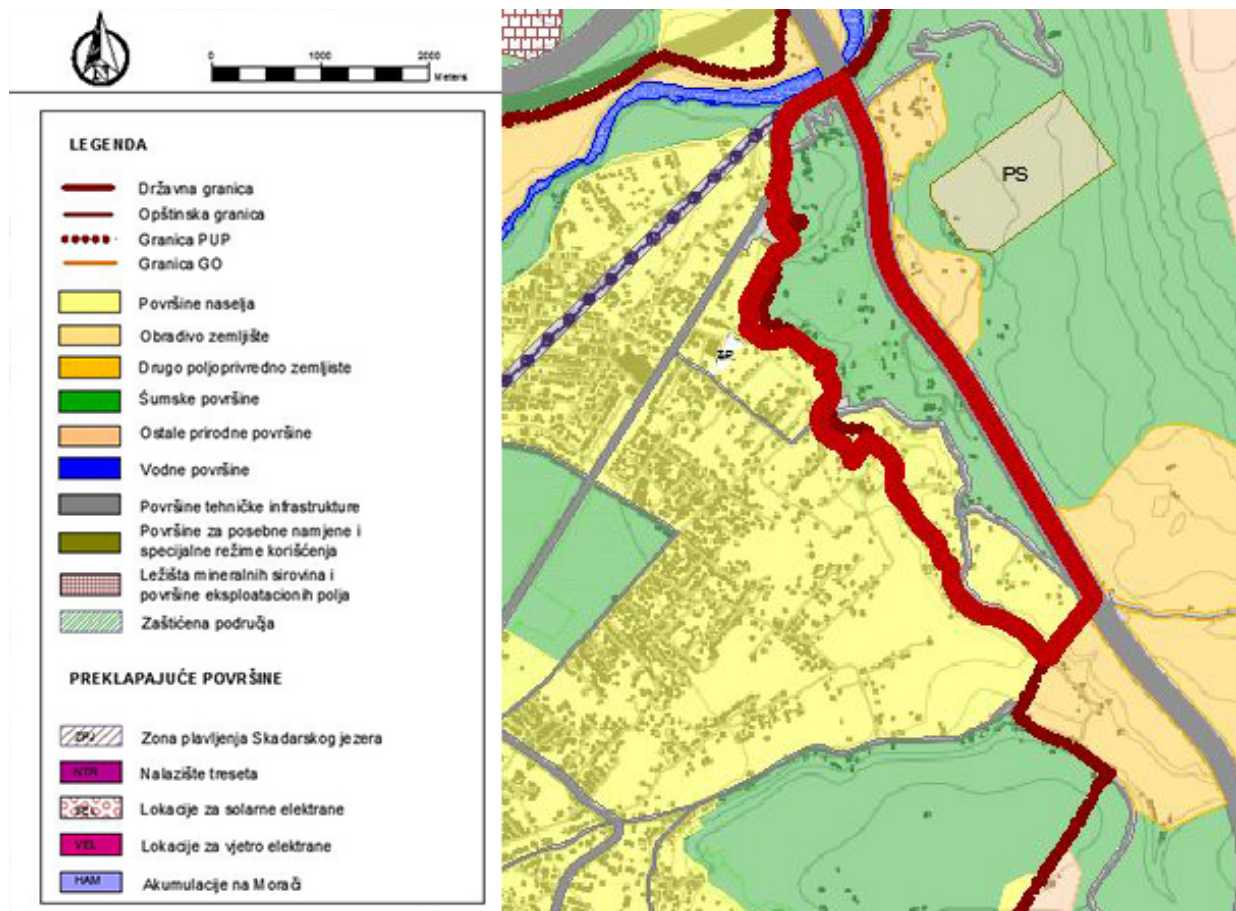 N
0 1000 2000
Meters
LEGENDA
Državna granica
Opštinska granica
Granica PUP
Granica GO
Površine naselja
Obradivo zemljište
Drugo poljoprivredno zemljiste
Šumske površine
Ostale prirodne površine
Vodne površine
Površine tehničke infrastrukture
Površine za posebne namjene i
specijalne režime korišćenja
Ležišta mineralnih sirovina i
površine eksploatacionih polja
Zaštićena područja
PREKLAPAJUĆE POVRŠINE
Zona plavljenja Skadarskog jezera
NTR Nalazište treseta
SEL Lokacije za solarne elektrane
VEL Lokacije za vjetro elektrane
HAM Akumulacije na Morači
PS